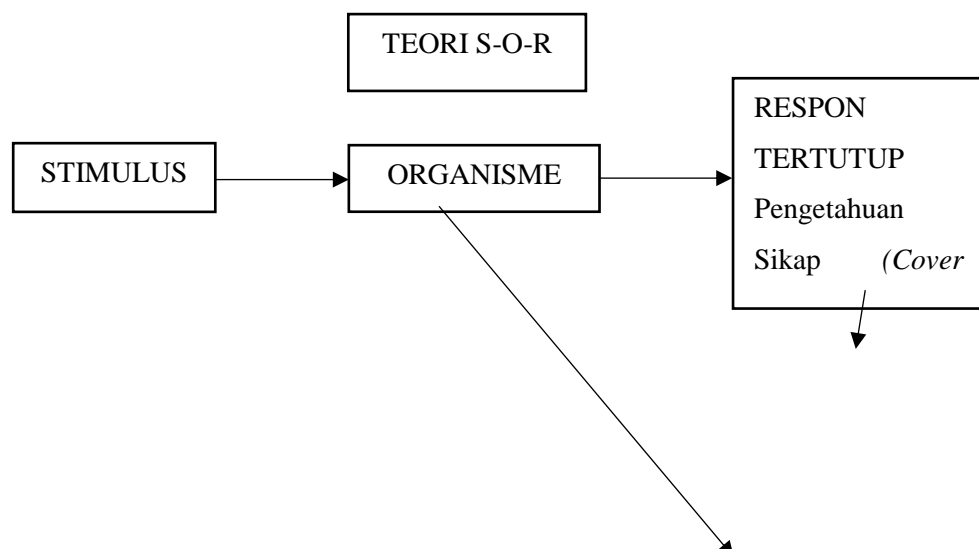 TEORI S-O-R
STIMULUS
ORGANISME
RESPON
TERTUTUP
Pengetahuan
Sikap (Cover